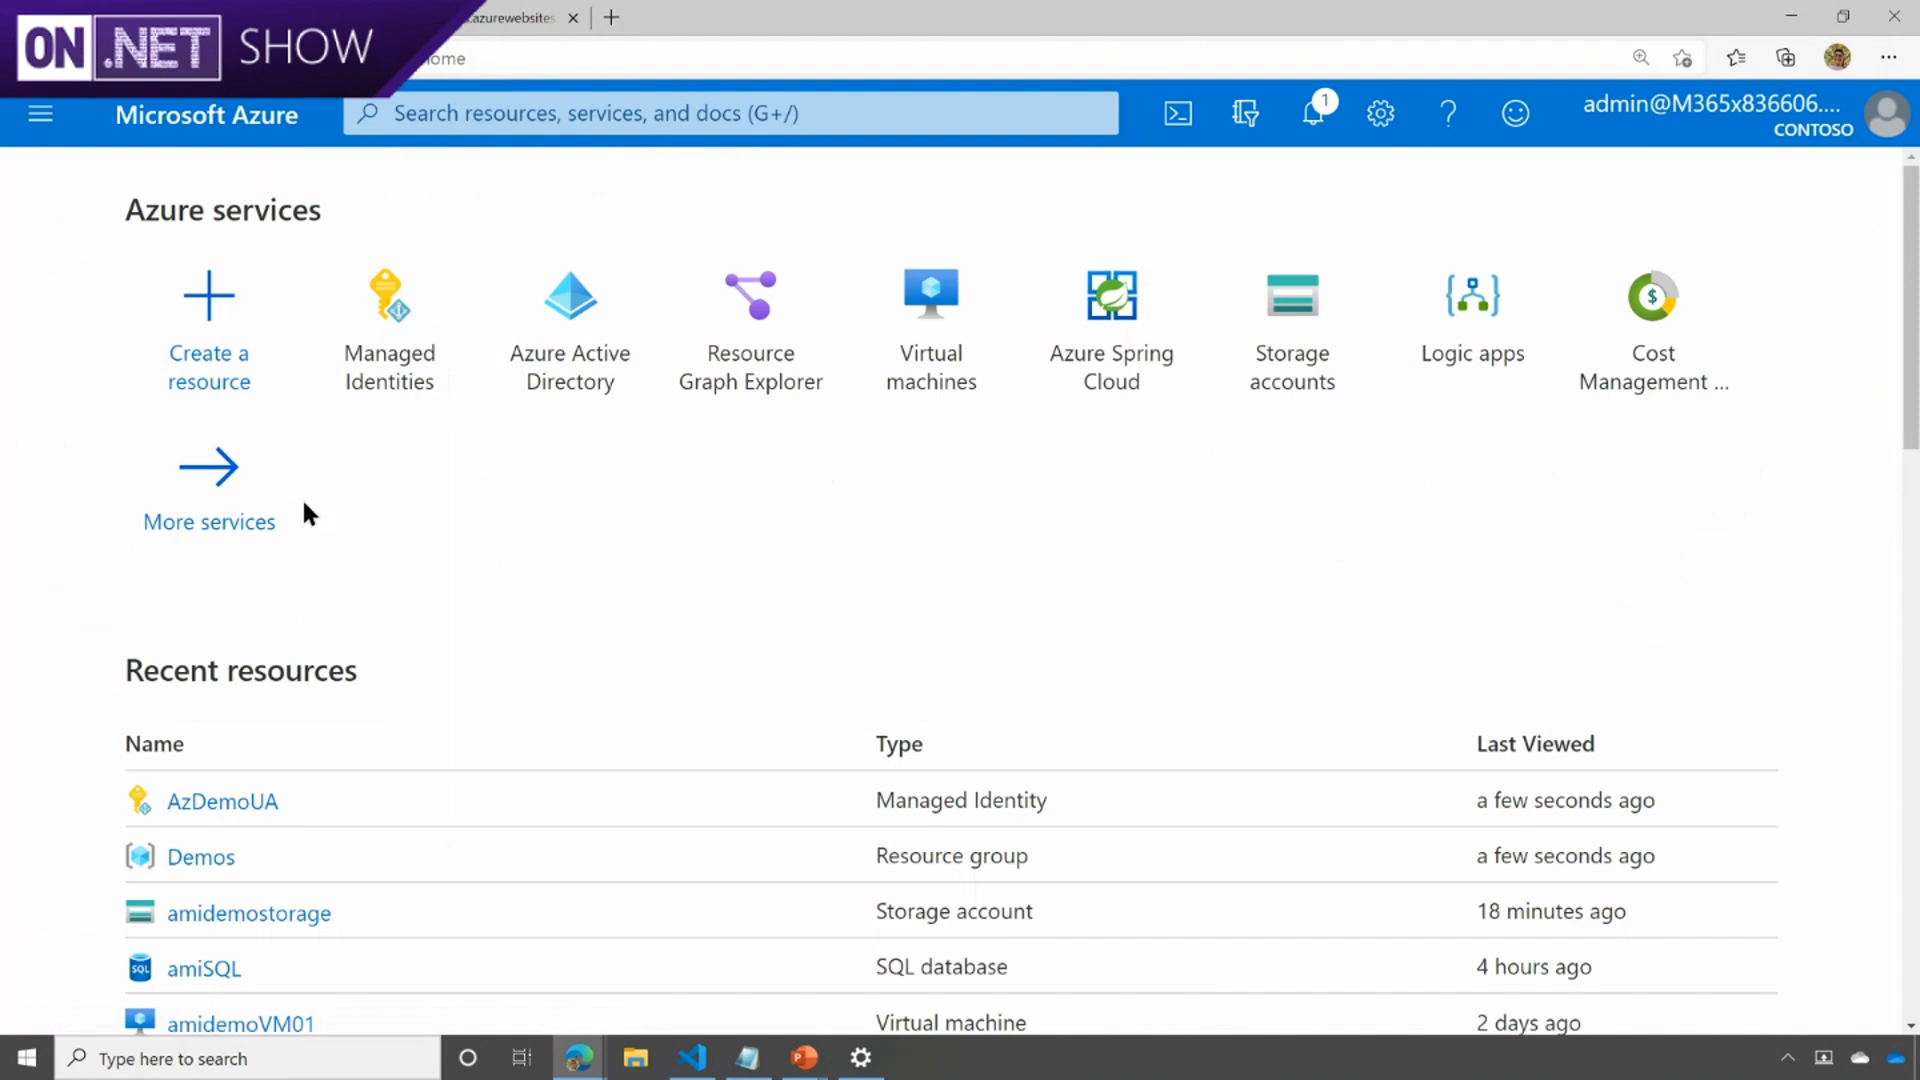 ON .NET SHOW
.azurewebsites
ome
Microsoft Azure
Search resources, services, and docs (G+/)
1
admin@M365x836606....
CONTOSO
Azure services
Create a
resource
Managed
Identities
Azure Active
Directory
Resource
Graph Explorer
Virtual
machines
Azure Spring
Cloud
Storage
accounts
Logic apps
Cost
Management ...
More services
Recent resources
Name
Type
Last Viewed
AzDemoUA
Managed Identity
a few seconds ago
Demos
Resource group
a few seconds ago
amidemostorage
Storage account
18 minutes ago
SQL
amiSQL
SQL database
4 hours ago
amidemoVM01
Virtual machine
2 days ago
Type here to search